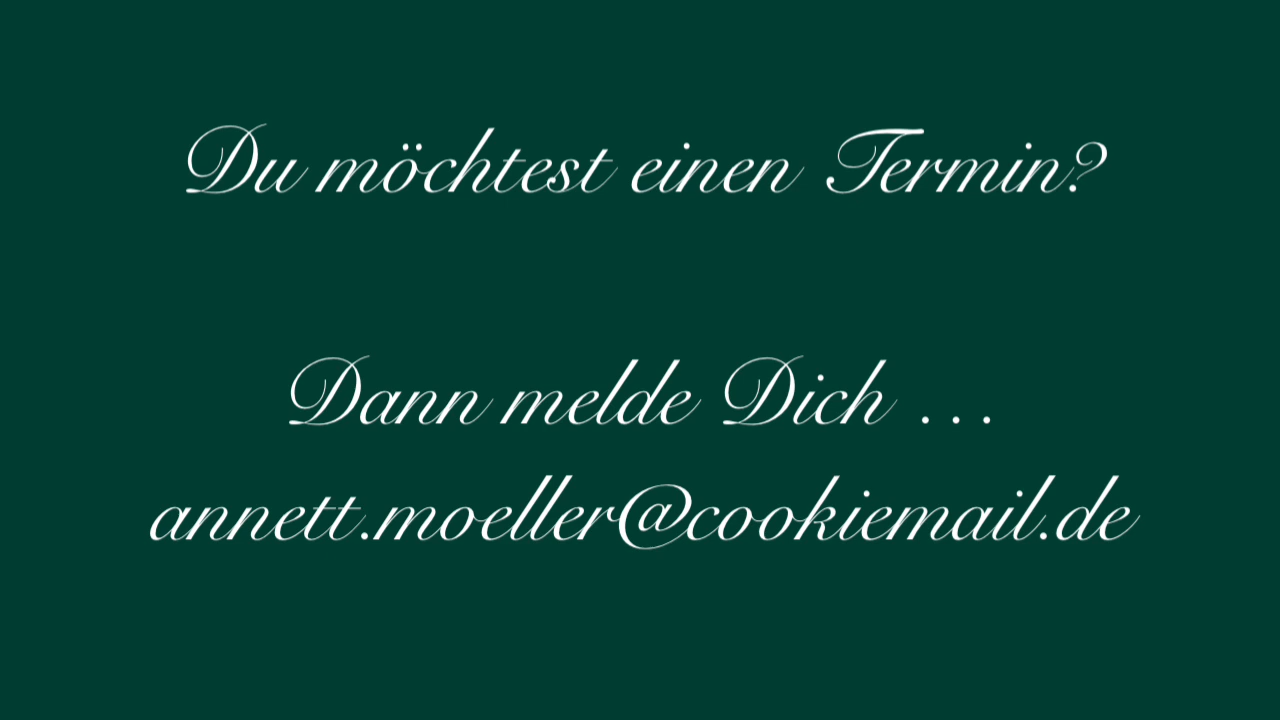 Du möchtest einen Termin?
Dann melde Dich …
annett.moeller@cookiemail.de